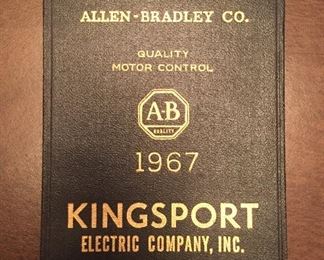 ALLEN-BRADLEY CO.
QUALITY
MOTOR CONTROL
A-B
QUALITY
1967
KINGSPORT
ELECTRIC COMPANY, INC.